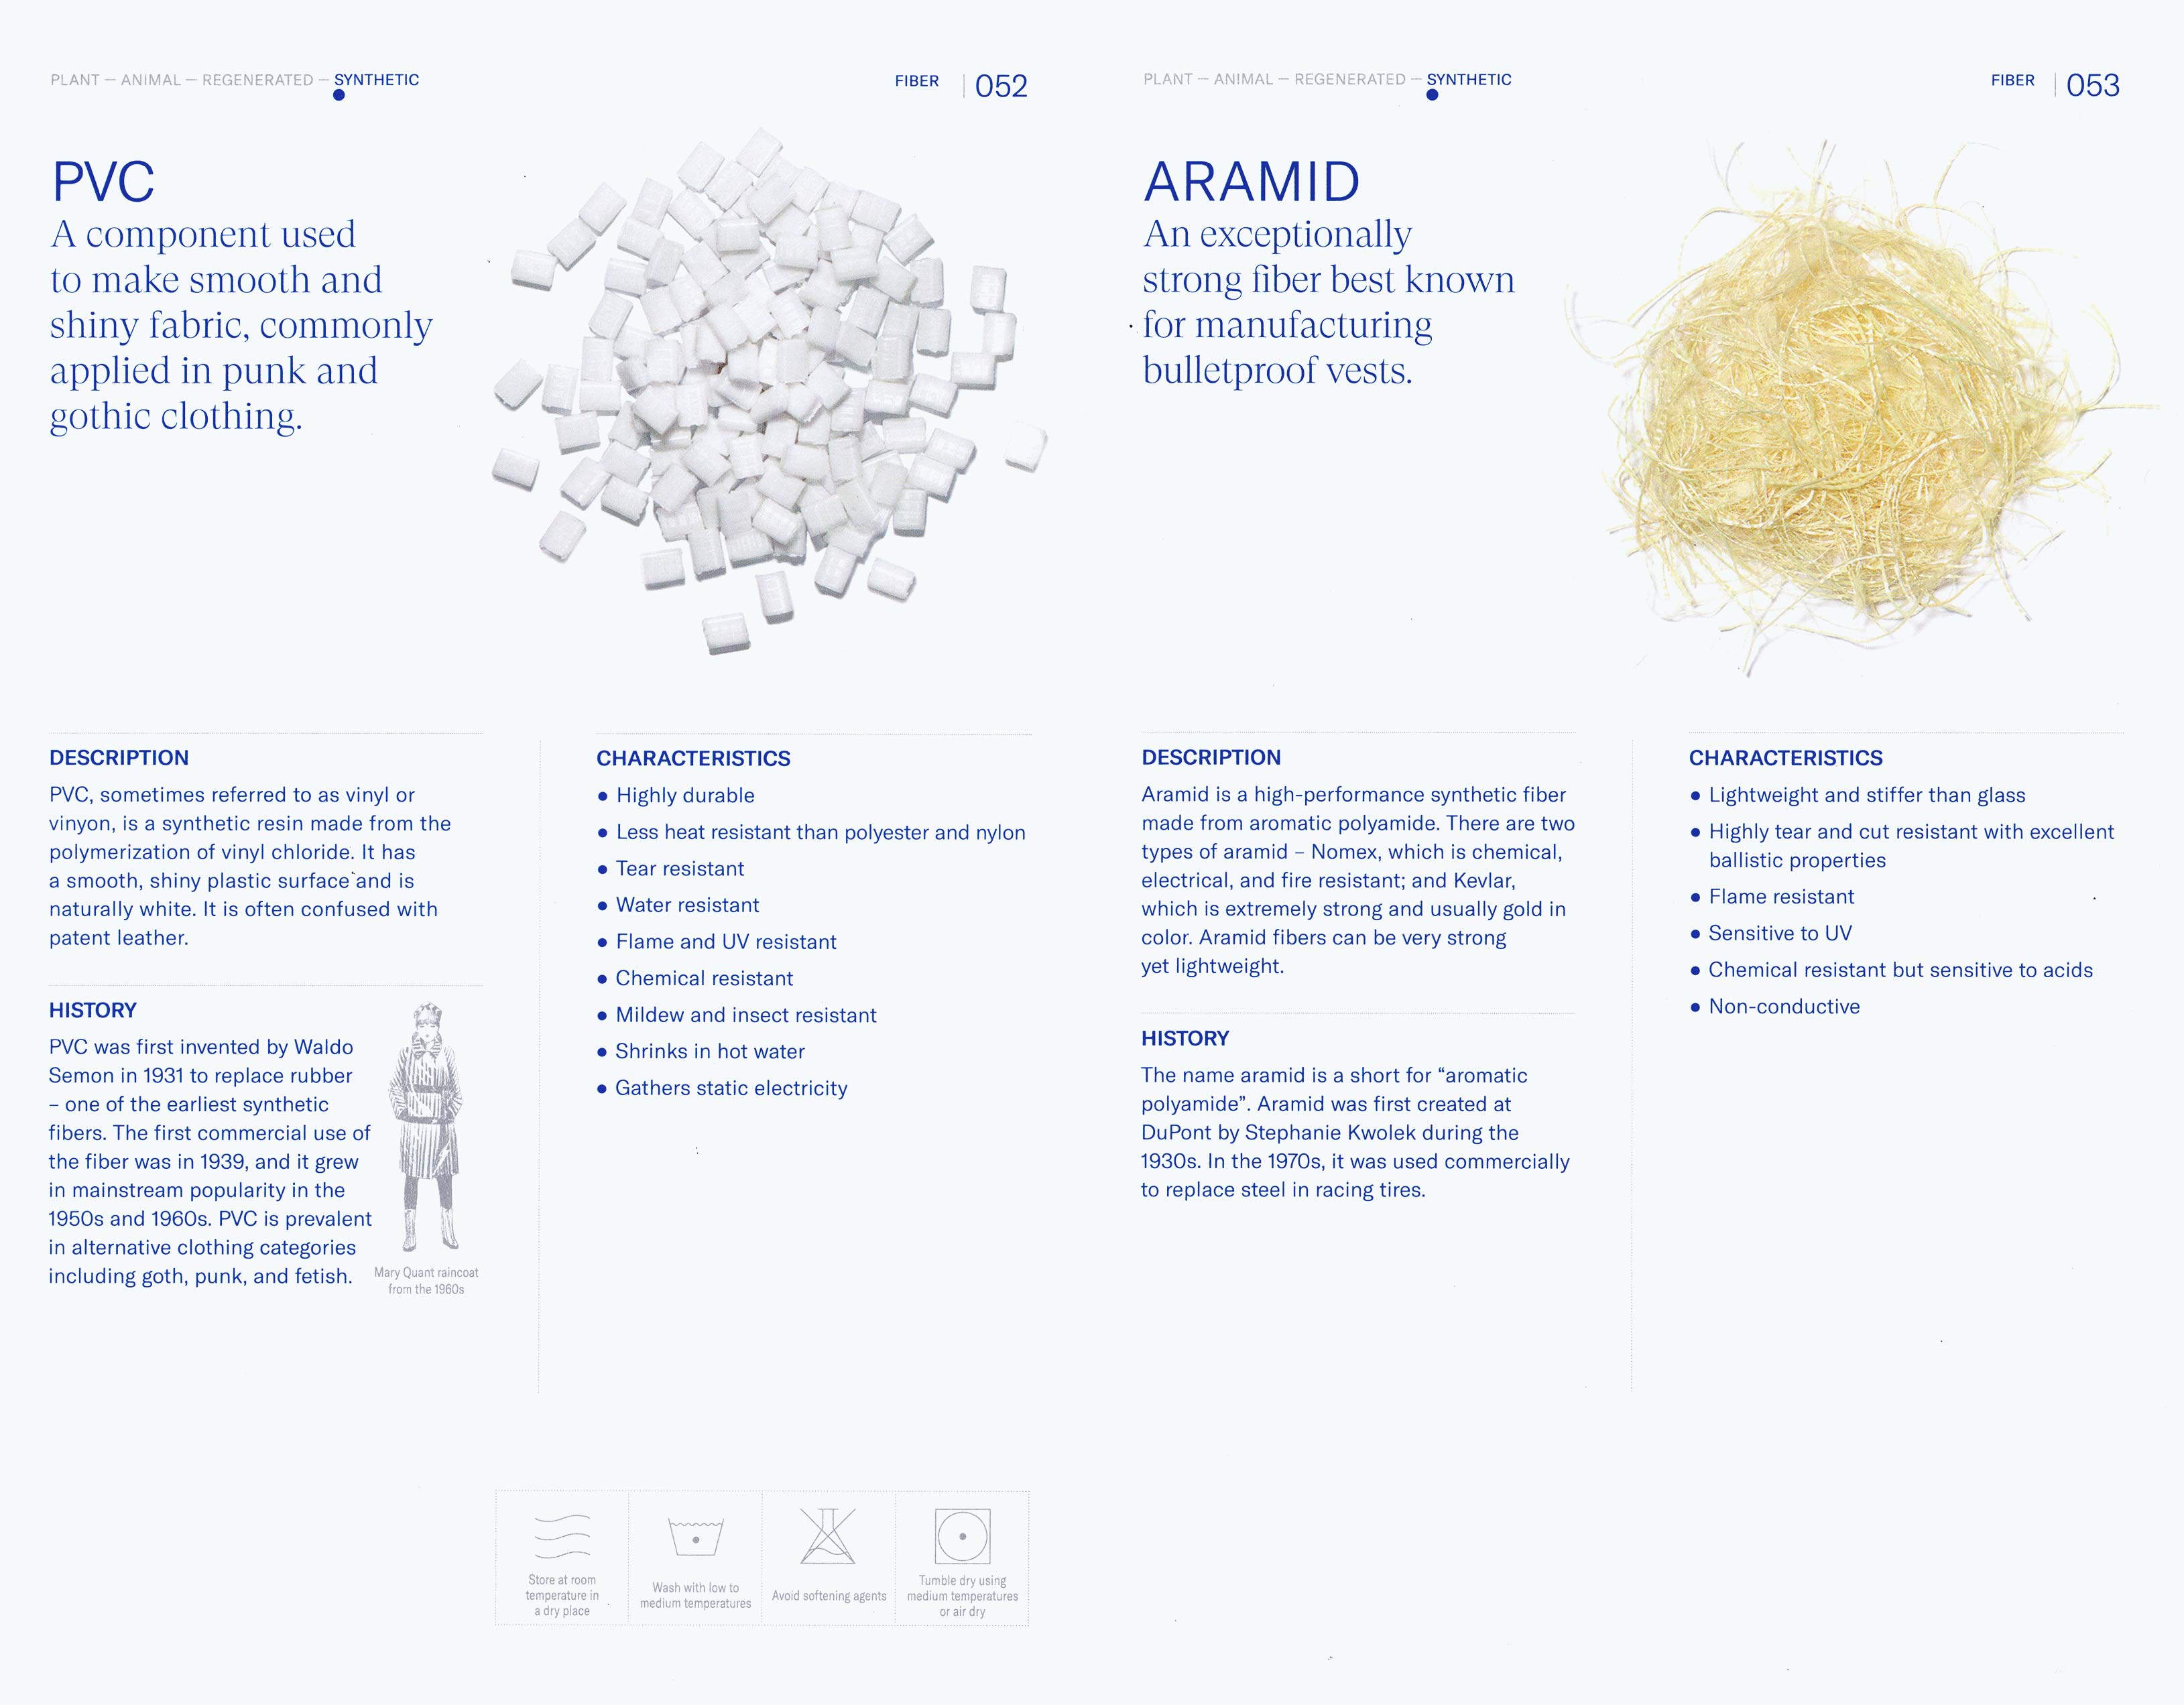 PLANT — ANIMAL — REGENERATED — SYNTHETIC
FIBER | 052
PVC
A component used
to make smooth and
shiny fabric, commonly
applied in punk and
gothic clothing.
DESCRIPTION
PVC, sometimes referred to as vinyl or
vinyon, is a synthetic resin made from the
polymerization of vinyl chloride. It has
a smooth, shiny plastic surface and is
naturally white. It is often confused with
patent leather.
HISTORY
PVC was first invented by Waldo
Semon in 1931 to replace rubber
– one of the earliest synthetic
fibers. The first commercial use of
the fiber was in 1939, and it grew
in mainstream popularity in the
1950s and 1960s. PVC is prevalent
in alternative clothing categories
including goth, punk, and fetish.
Mary Quant raincoat
from the 1960s
CHARACTERISTICS
● Highly durable
● Less heat resistant than polyester and nylon
● Tear resistant
● Water resistant
● Flame and UV resistant
● Chemical resistant
● Mildew and insect resistant
● Shrinks in hot water
● Gathers static electricity
Store at room
temperature in
a dry place
Wash with low to
medium temperatures
Avoid softening agents
Tumble dry using
medium temperatures
or air dry
PLANT — ANIMAL — REGENERATED — SYNTHETIC
FIBER | 053
ARAMID
An exceptionally
strong fiber best known
for manufacturing
bulletproof vests.
DESCRIPTION
Aramid is a high-performance synthetic fiber
made from aromatic polyamide. There are two
types of aramid – Nomex, which is chemical,
electrical, and fire resistant; and Kevlar,
which is extremely strong and usually gold in
color. Aramid fibers can be very strong
yet lightweight.
HISTORY
The name aramid is a short for “aromatic
polyamide”. Aramid was first created at
DuPont by Stephanie Kwolek during the
1930s. In the 1970s, it was used commercially
to replace steel in racing tires.
CHARACTERISTICS
● Lightweight and stiffer than glass
● Highly tear and cut resistant with excellent
ballistic properties
● Flame resistant
● Sensitive to UV
● Chemical resistant but sensitive to acids
● Non-conductive